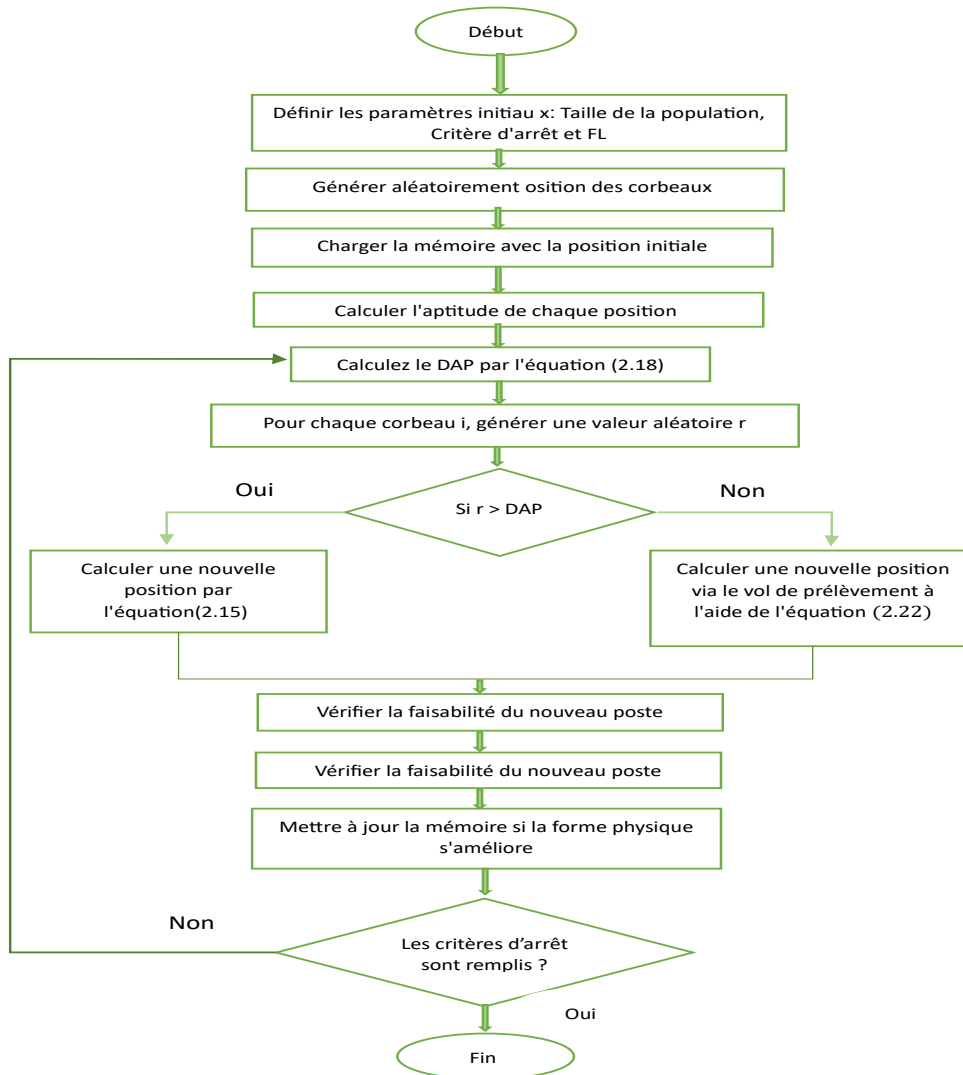 Début
Définir les paramètres initiau x: Taille de la population,
Critère d'arrêt et FL
Générer aléatoirement osition des corbeaux
Charger la mémoire avec la position initiale
Calculer l'aptitude de chaque position
Calculez le DAP par l'équation (2.18)
Pour chaque corbeau i, générer une valeur aléatoire r
Oui
Non
Si r > DAP
Calculer une nouvelle
position par
l'équation(2.15)
Calculer une nouvelle position
via le vol de prélèvement à
l'aide de l'équation (2.22)
Vérifier la faisabilité du nouveau poste
Vérifier la faisabilité du nouveau poste
Mettre à jour la mémoire si la forme physique
s'améliore
Non
Les critères d’arrêt
sont remplis ?
Oui
Fin